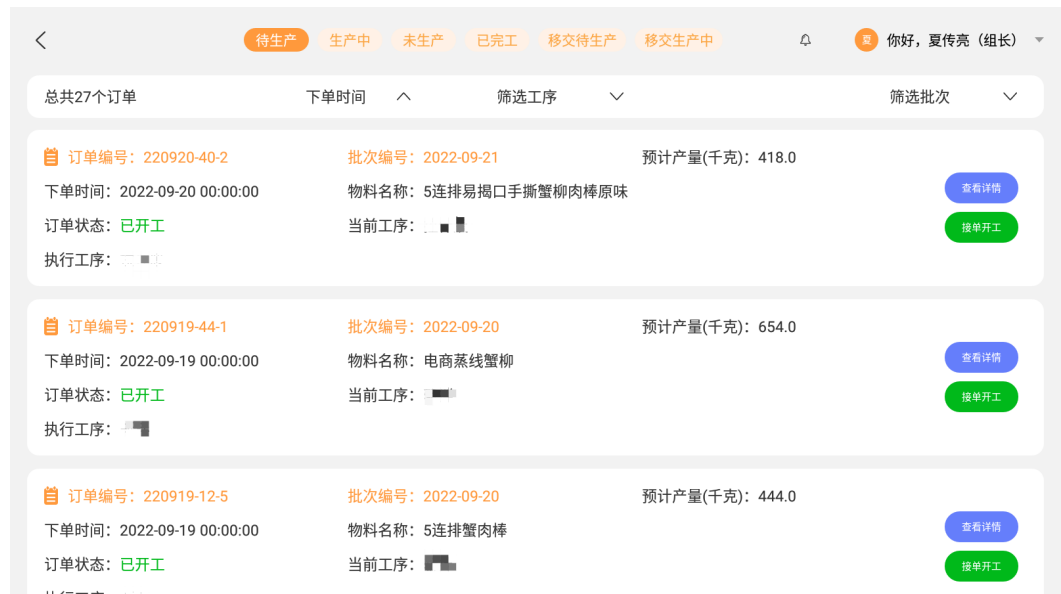 待生产 生产中 未生产 已完工 移交待生产 移交生产中 夏 你好，夏传亮（组长）
总共27个订单 下单时间 筛选工序 筛选批次
订单编号：220920-40-2 批次编号：2022-09-21 预计产量(千克)：418.0
下单时间：2022-09-20 00:00:00 物料名称：5连排易揭口手撕蟹柳肉棒原味
查看详情
订单状态：已开工 当前工序：
接单开工
执行工序：
订单编号：220919-44-1 批次编号：2022-09-20 预计产量(千克)：654.0
下单时间：2022-09-19 00:00:00 物料名称：电商蒸线蟹柳
查看详情
订单状态：已开工 当前工序：
接单开工
执行工序：
订单编号：220919-12-5 批次编号：2022-09-20 预计产量(千克)：444.0
下单时间：2022-09-19 00:00:00 物料名称：5连排蟹肉棒
查看详情
订单状态：已开工 当前工序：
接单开工